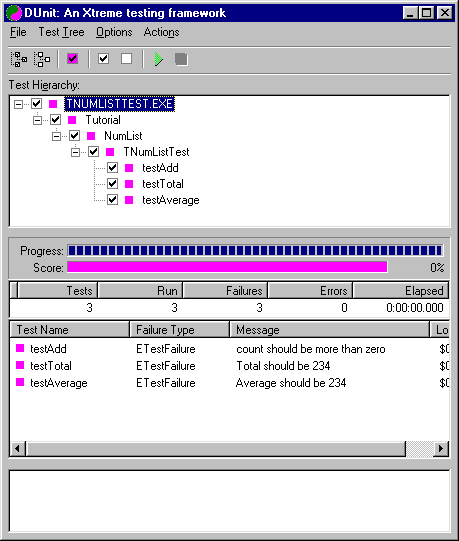 DUnit: An Xtreme testing framework
File Test Tree Options Actions
Test Hierarchy:
TNUMLISTTEST.EXE
Tutorial
NumList
TNumListTest
testAdd
testTotal
testAverage
Progress:
Score: 0%
Tests Run Failures Errors Elapsed
3 3 3 0 0:00:00.000
Test Name Failure Type Message Lo
testAdd ETestFailure count should be more than zero $0
testTotal ETestFailure Total should be 234 $0
testAverage ETestFailure Average should be 234 $0